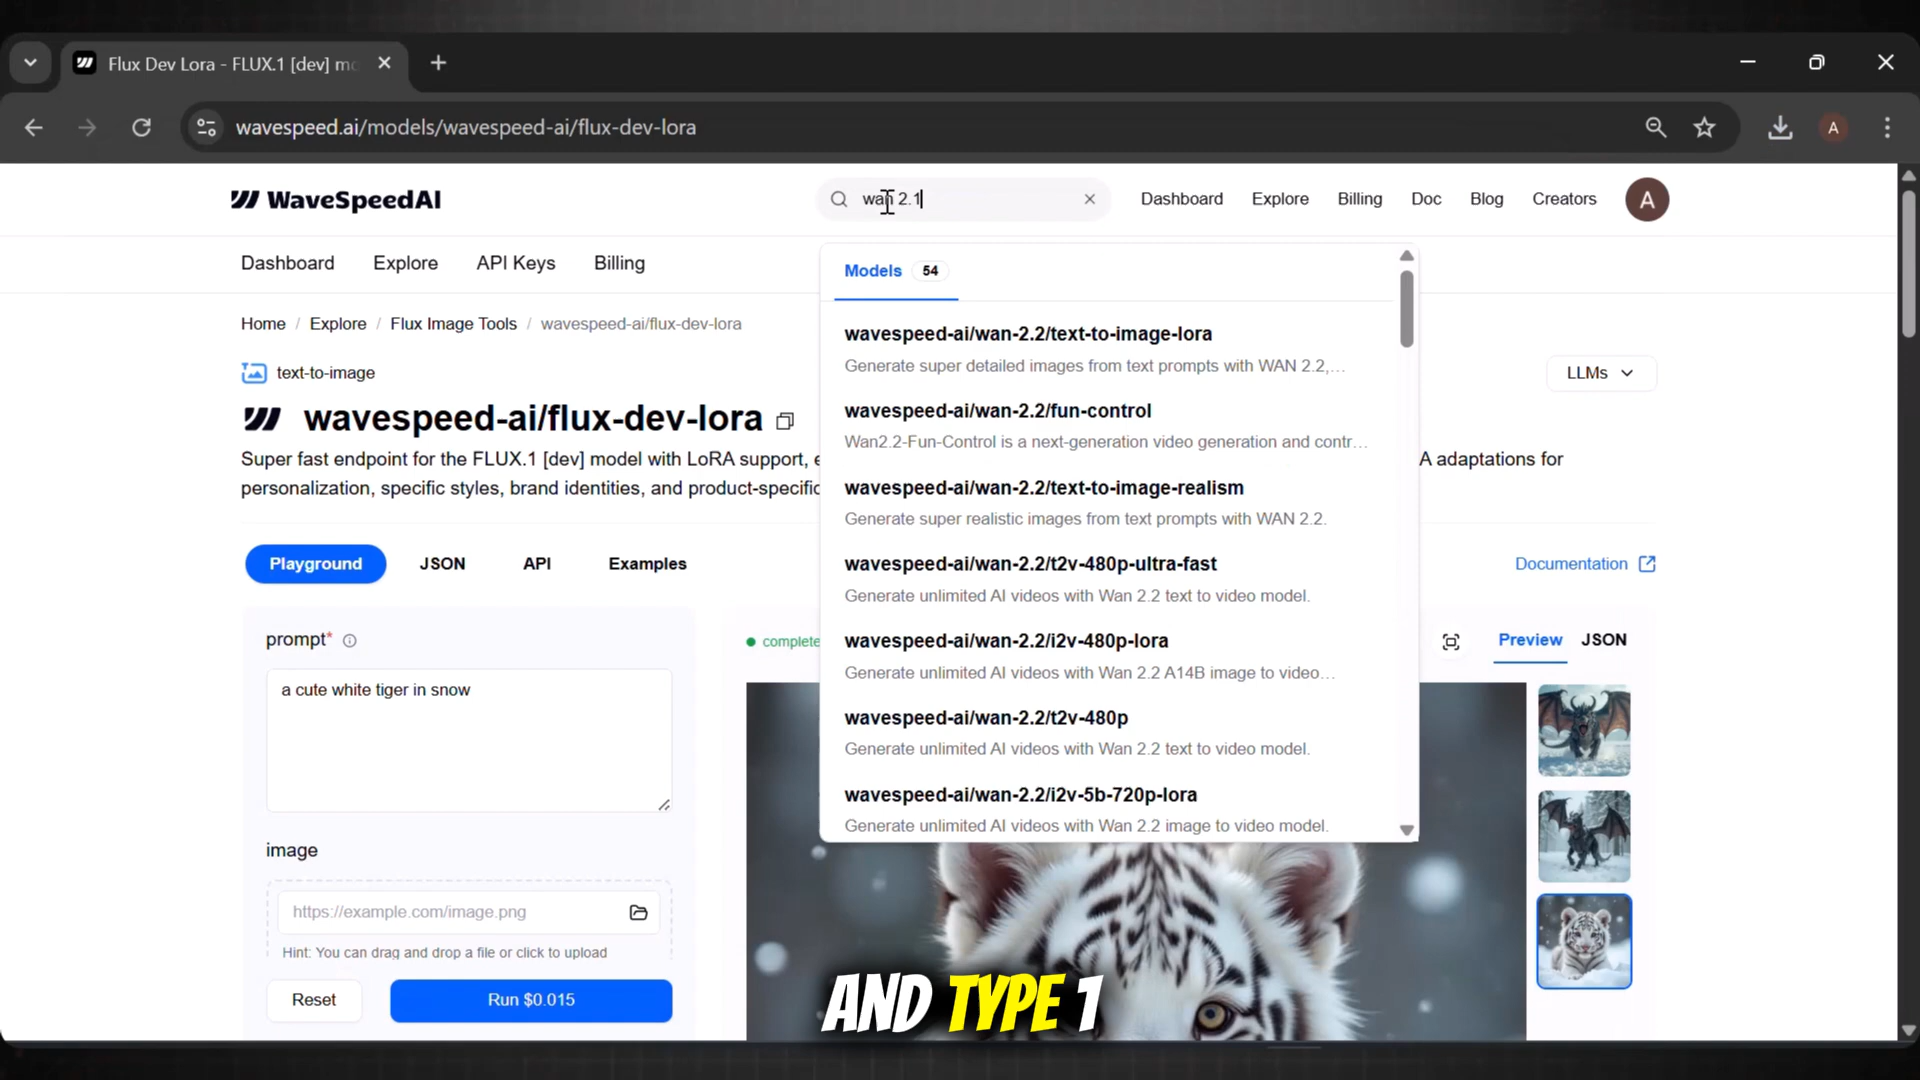 Flux Dev Lora - FLUX.1 [dev] mo
wavespeed.ai/models/wavespeed-ai/flux-dev-lora
A
WaveSpeedAI
wan 2.1
Dashboard
Explore
Billing
Doc
Blog
Creators
A
Dashboard
Explore
API Keys
Billing
Models 54
Home / Explore / Flux Image Tools / wavespeed-ai/flux-dev-lora
text-to-image
LLMs
wavespeed-ai/flux-dev-lora
Super fast endpoint for the FLUX.1 [dev] model with LoRA support, e
A adaptations for
personalization, specific styles, brand identities, and product-specific
wavespeed-ai/wan-2.2/text-to-image-lora
Generate super detailed images from text prompts with WAN 2.2,...
wavespeed-ai/wan-2.2/fun-control
Wan2.2-Fun-Control is a next-generation video generation and contr...
wavespeed-ai/wan-2.2/text-to-image-realism
Generate super realistic images from text prompts with WAN 2.2.
wavespeed-ai/wan-2.2/t2v-480p-ultra-fast
Generate unlimited AI videos with Wan 2.2 text to video model.
wavespeed-ai/wan-2.2/i2v-480p-lora
Generate unlimited AI videos with Wan 2.2 A14B image to video...
wavespeed-ai/wan-2.2/t2v-480p
Generate unlimited AI videos with Wan 2.2 text to video model.
wavespeed-ai/wan-2.2/i2v-5b-720p-lora
Generate unlimited AI videos with Wan 2.2 image to video model.
Playground
JSON
API
Examples
Documentation
prompt*
complete
Preview
JSON
a cute white tiger in snow
image
https://example.com/image.png
Hint: You can drag and drop a file or click to upload
Reset
Run $0.015
AND TYPE 1